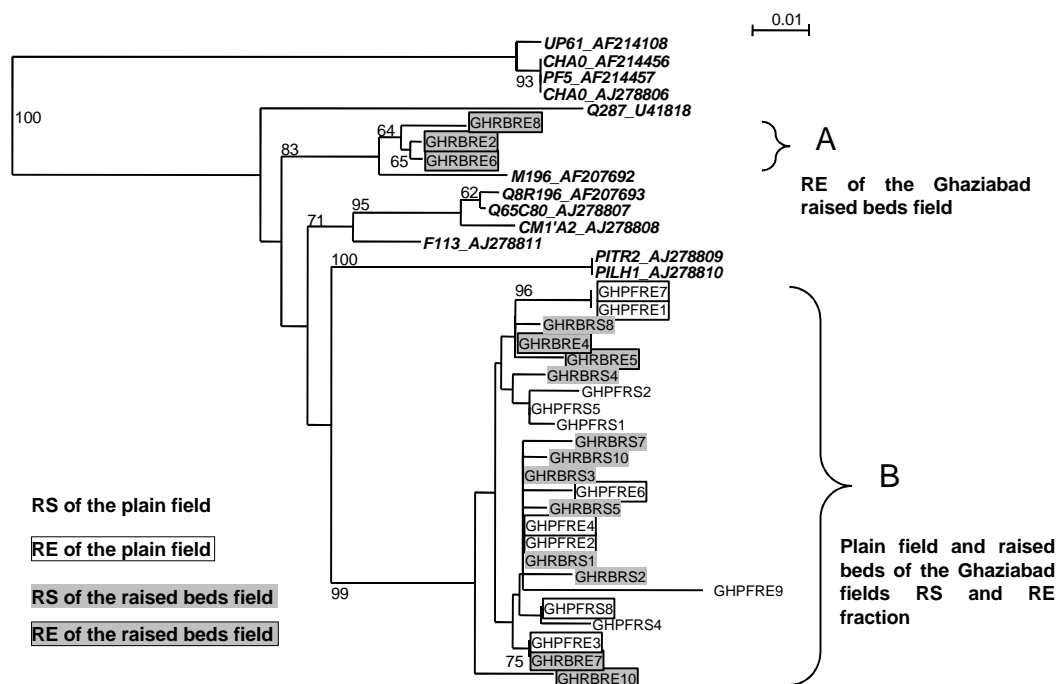 0.01
UP61_AF214108
CHA0_AF214456
PF5_AF214457
93
CHA0_AJ278806
Q287_U41818
100
GHRBRE8
64
GHRBRE2
83
65
GHRBRE6
M196_AF207692
A
RE of the Ghaziabad
raised beds field
62
Q8R196_AF207693
95
Q65C80_AJ278807
71
CM1'A2_AJ278808
F113_AJ278811
100
PITR2_AJ278809
PILH1_AJ278810
96
GHPFRE7
GHPFRE1
GHRBRS8
GHRBRE4
GHRBRE5
GHRBRS4
GHPFRS2
GHPFRS5
GHPFRS1
GHRBRS7
GHRBRS10
GHRBRS3
GHPFRE6
GHRBRS5
GHPFRE4
GHPFRE2
GHRBRS1
GHRBRS2
GHPFRE9
99
GHPFRS8
GHPFRS4
GHPFRE3
75
GHRBRE7
GHRBRE10
B
Plain field and raised
beds of the Ghaziabad
fields RS and RE
fraction
RS of the plain field
RE of the plain field
RS of the raised beds field
RE of the raised beds field